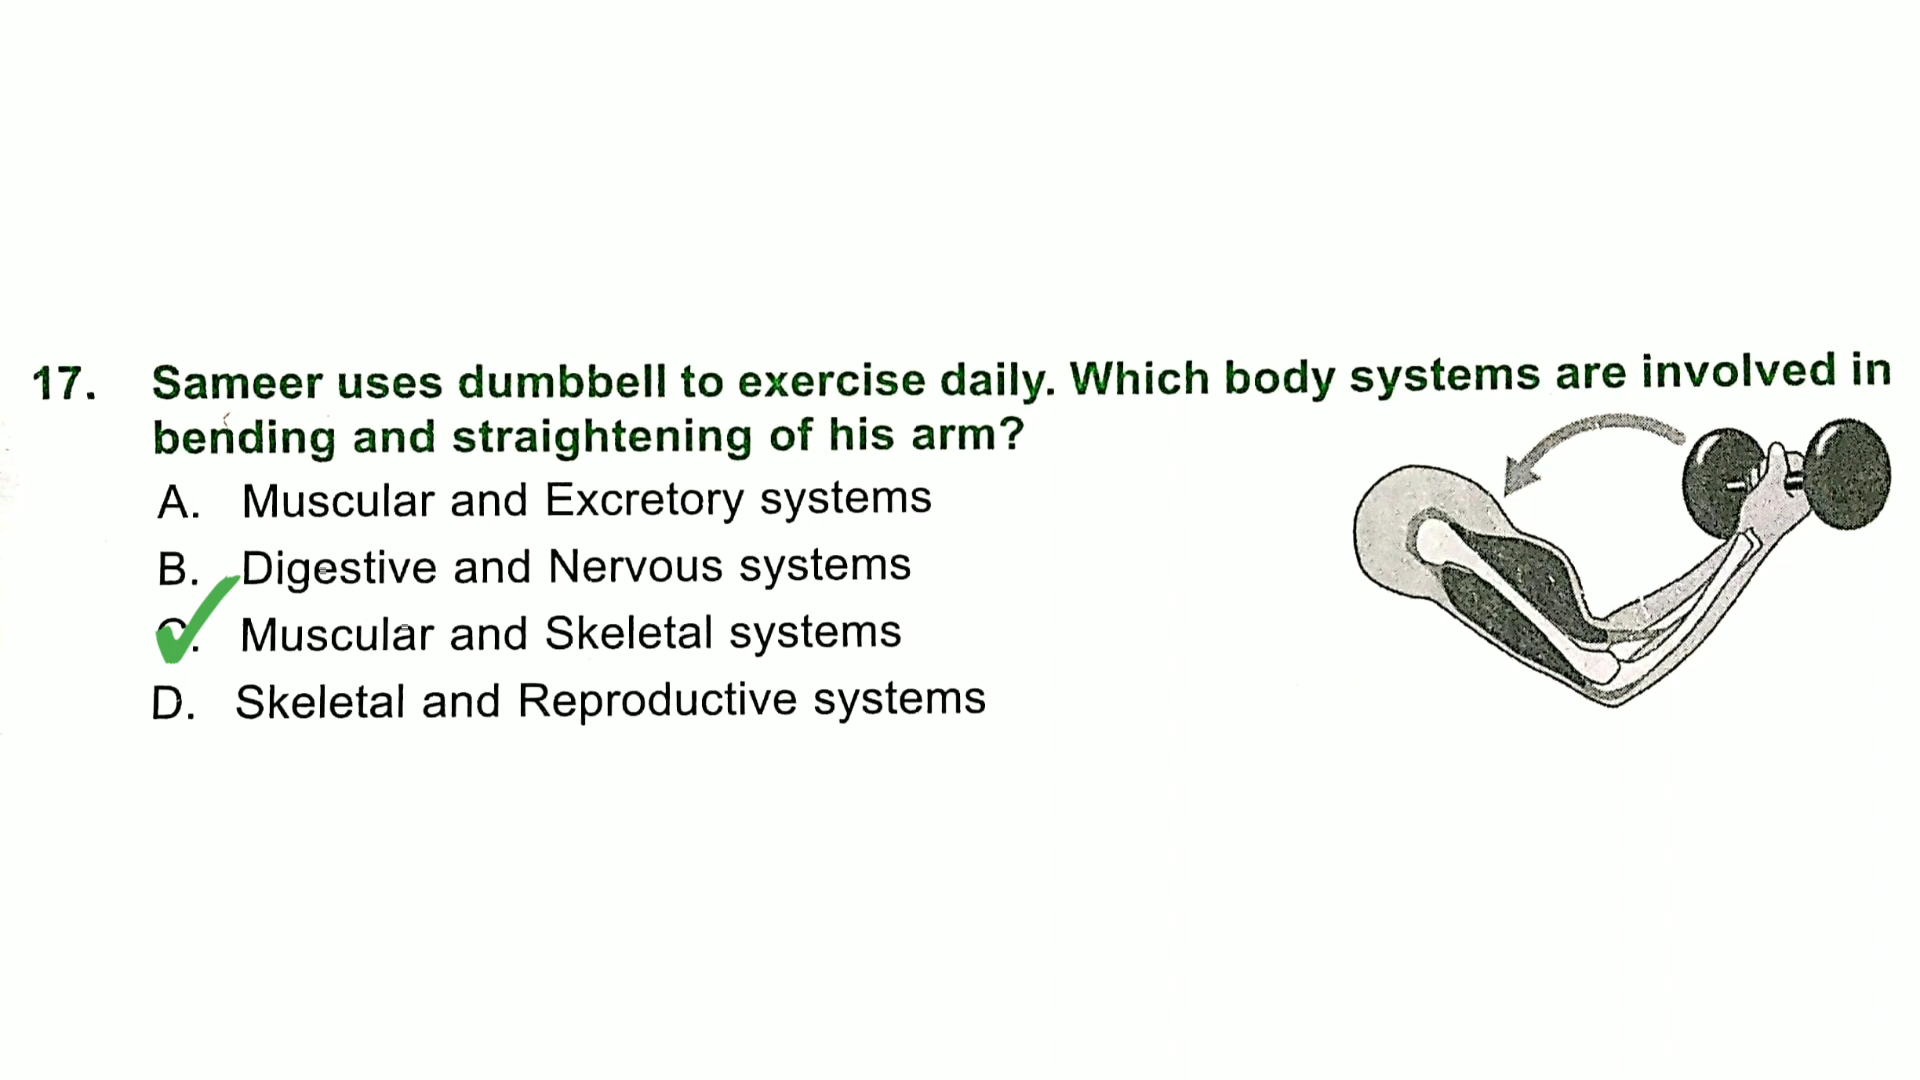 17. Sameer uses dumbbell to exercise daily. Which body systems are involved in
bending and straightening of his arm?
A. Muscular and Excretory systems
B. Digestive and Nervous systems
C. Muscular and Skeletal systems
D. Skeletal and Reproductive systems